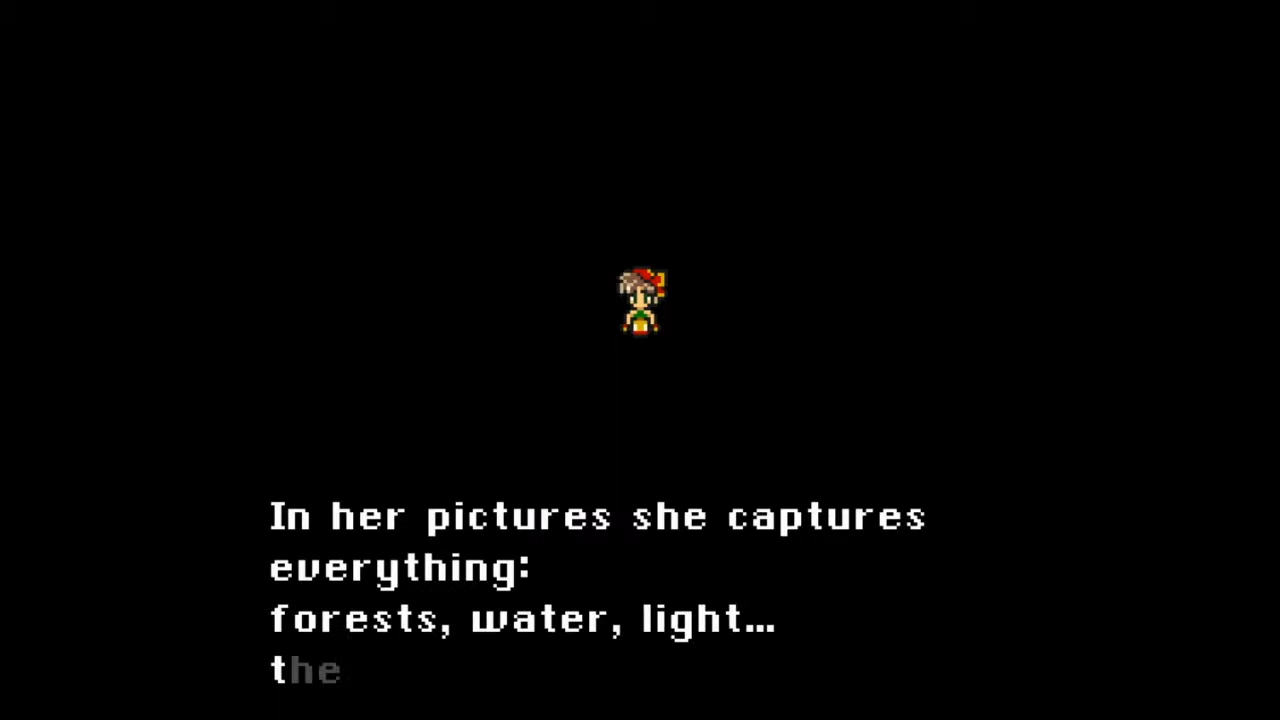 In her pictures she captures
everything:
forests, water, light...
the